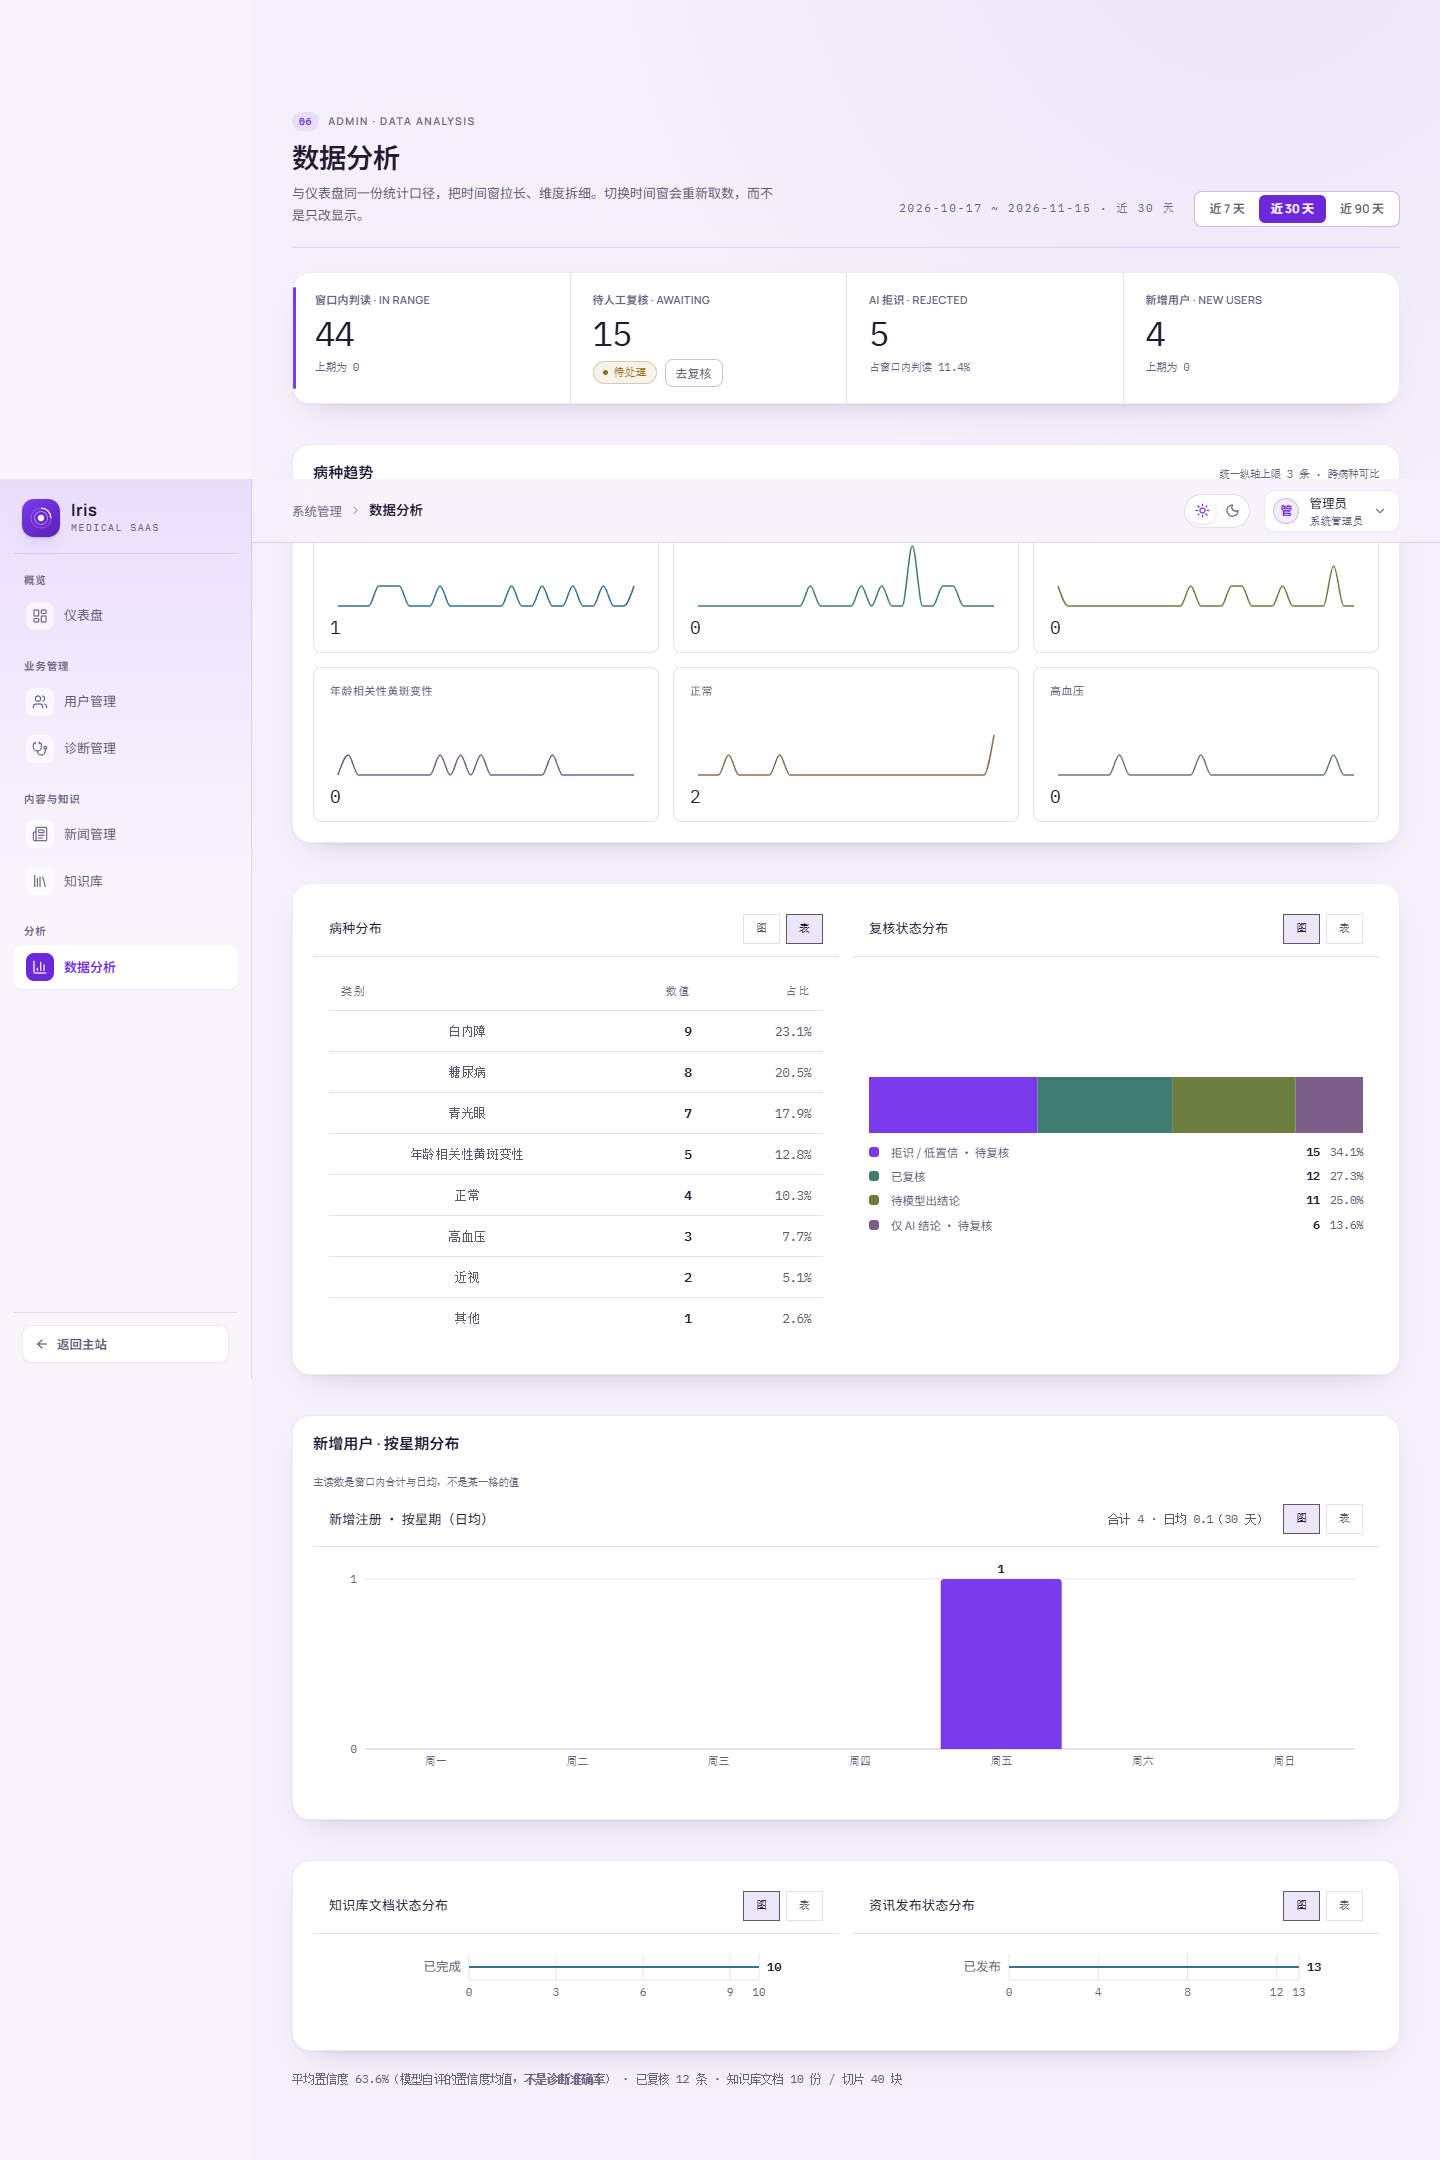 06 ADMIN · DATA ANALYSIS
数据分析
与仪表盘同一份统计口径，把时间窗拉长、维度拆细。切换时间窗会重新取数，而不
是只改显示。
2026-10-17 ~ 2026-11-15 · 近 30 天
近 7 天
近 30 天
近 90 天
窗口内判读 · IN RANGE
44
上期为 0
待人工复核 · AWAITING
15
待处理
去复核
AI 拒识 · REJECTED
5
占窗口内判读 11.4%
新增用户 · NEW USERS
4
上期为 0
病种趋势
统一纵轴上限 3 条 · 跨病种可比
Iris
MEDICAL SAAS
概览
仪表盘
业务管理
用户管理
诊断管理
内容与知识
新闻管理
知识库
分析
数据分析
返回主站
系统管理 > 数据分析
管
管理员
系统管理员
1
0
0
年龄相关性黄斑变性
0
正常
2
高血压
0
病种分布
图
表
类别 数值 占比
白内障 9 23.1%
糖尿病 8 20.5%
青光眼 7 17.9%
年龄相关性黄斑变性 5 12.8%
正常 4 10.3%
高血压 3 7.7%
近视 2 5.1%
其他 1 2.6%
复核状态分布
图
表
拒识 / 低置信 · 待复核 15 34.1%
已复核 12 27.3%
待模型出结论 11 25.0%
仅 AI 结论 · 待复核 6 13.6%
新增用户 · 按星期分布
主读数是窗口内合计与日均，不是某一格的值
新增注册 · 按星期（日均）
合计 4 · 日均 0.1（30 天）
图
表
1
1
0
周一 周二 周三 周四 周五 周六 周日
知识库文档状态分布
图
表
已完成 10
0 3 6 9 10
资讯发布状态分布
图
表
已发布 13
0 4 8 12 13
平均置信度 63.6%（模型自评的置信度均值，不是诊断准确率） · 已复核 12 条 · 知识库文档 10 份 / 切片 40 块